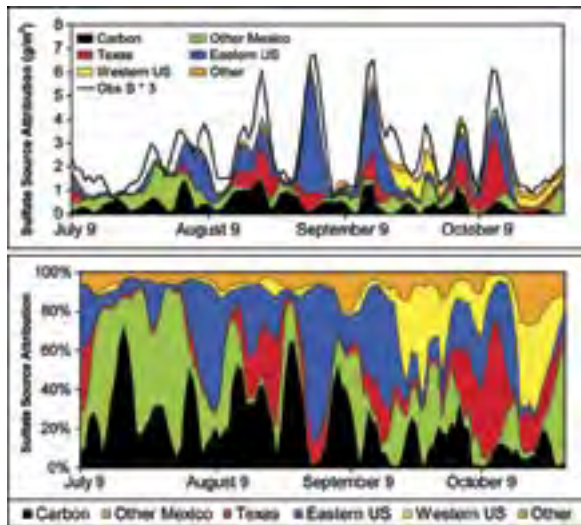 8
7
6
5
4
3
2
1
0
Sulfate Source Attribution (g/m³)
Carbon
Other Mexico
Texas
Eastern US
Western US
Other
Obs S * 3
July 9
August 9
September 9
October 9
100%
80%
60%
40%
20%
0%
Sulfate Source Attribution
July 9
August 9
September 9
October 9
Carbon Other Mexico Texas Eastern US Western US Other